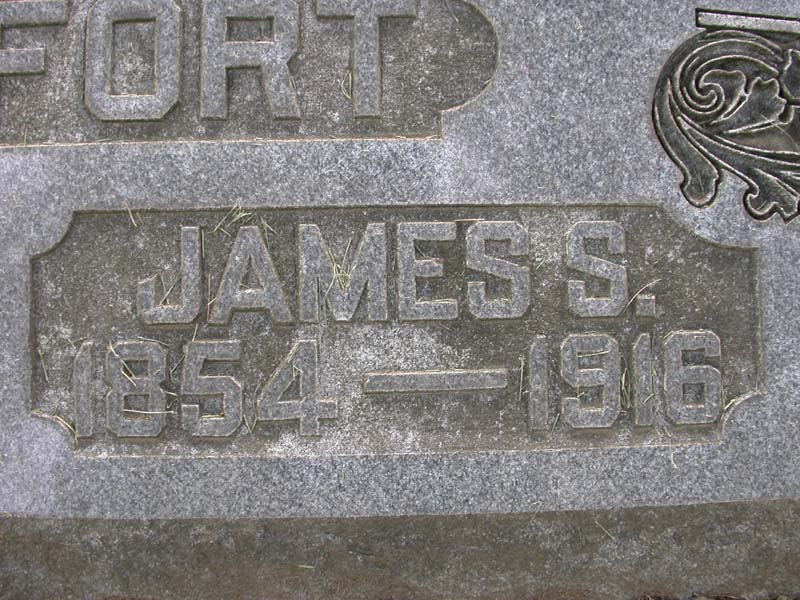 FORT
JAMES S.
1854 — 1916